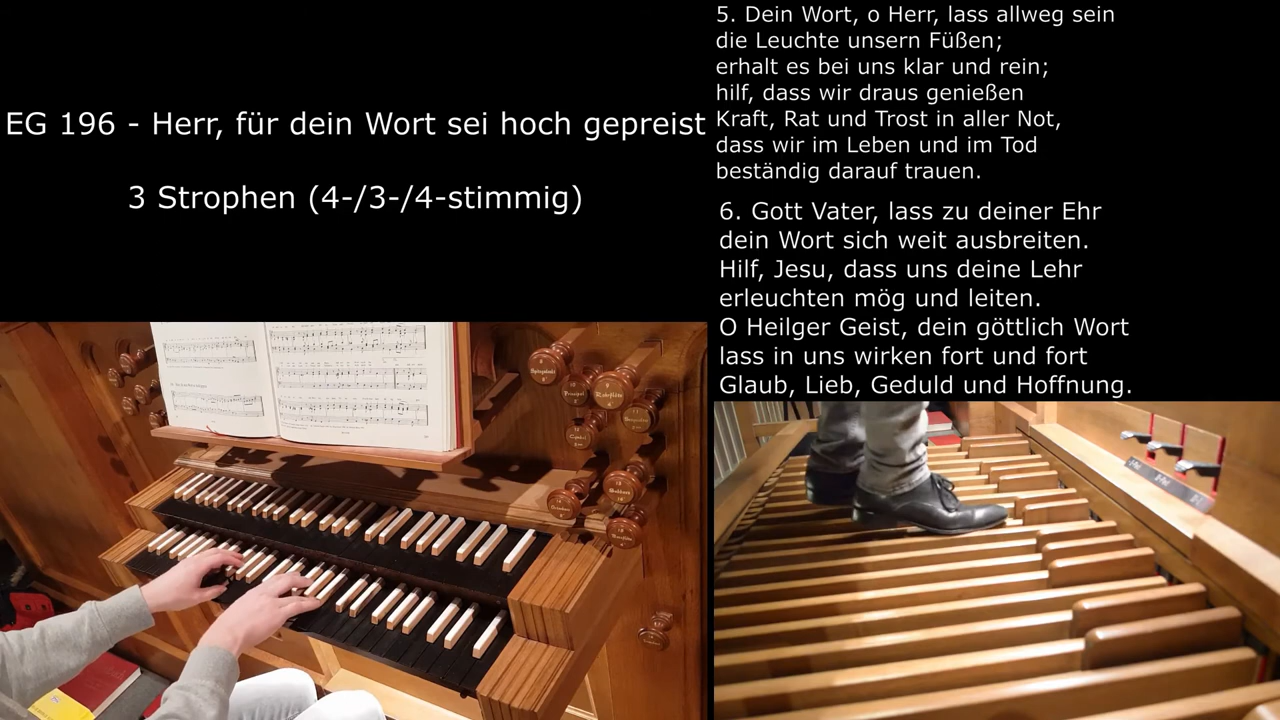 EG 196 - Herr, für dein Wort sei hoch gepreist
3 Strophen (4-/3-/4-stimmig)
5. Dein Wort, o Herr, lass allweg sein
die Leuchte unsern Füßen;
erhalt es bei uns klar und rein;
hilf, dass wir draus genießen
Kraft, Rat und Trost in aller Not,
dass wir im Leben und im Tod
beständig darauf trauen.
6. Gott Vater, lass zu deiner Ehr
dein Wort sich weit ausbreiten.
Hilf, Jesu, dass uns deine Lehr
erleuchten mög und leiten.
O Heilger Geist, dein göttlich Wort
lass in uns wirken fort und fort
Glaub, Lieb, Geduld und Hoffnung.
Principal
Rohrflöte